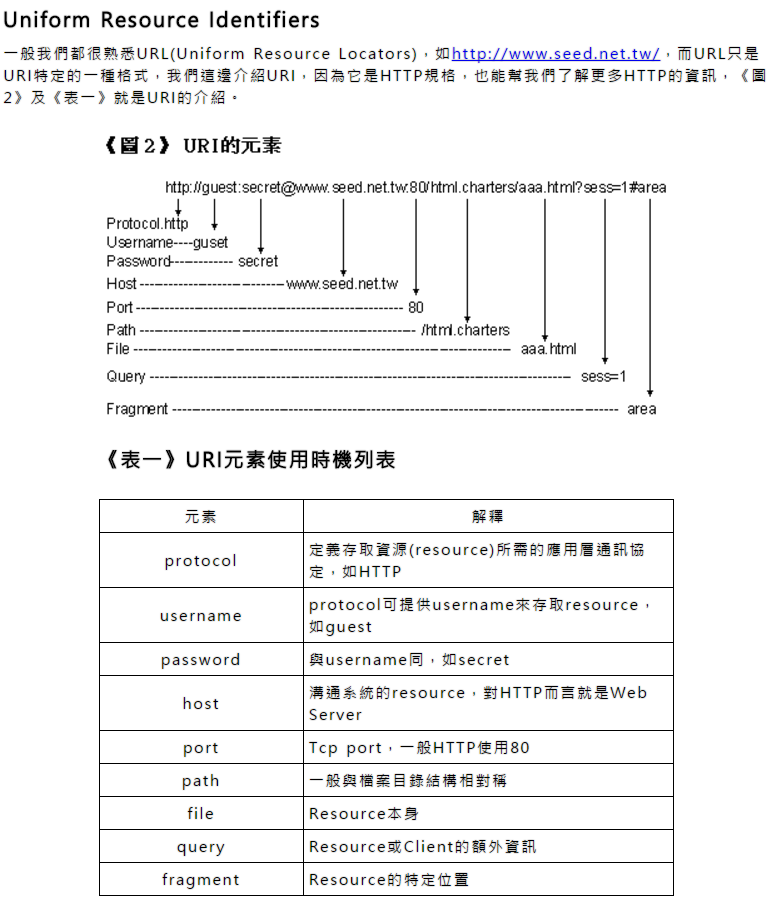 Uniform Resource Identifiers
一般我們都很熟悉URL(Uniform Resource Locators)，如http://www.seed.net.tw/，而URL只是
URI特定的一種格式，我們這邊介紹URI，因為它是HTTP規格，也能幫我們了解更多HTTP的資訊，《圖
2》及《表一》就是URI的介紹。
《圖2》 URI的元素
http://guest:secret@www.seed.net.tw:80/html.charters/aaa.html?sess=1#area
Protocol.http
Username----guset
Password------------- secret
Host ----------------------------- www.seed.net.tw
Port ------------------------------------------------------ 80
Path -------------------------------------------------------- /html.charters
File ----------------------------------------------------------------------------- aaa.html
Query -------------------------------------------------------------------------------------- sess=1
Fragment ------------------------------------------------------------------------------------------- area
《表一》URI元素使用時機列表
元素 解釋
protocol 定義存取資源(resource)所需的應用層通訊協
定，如HTTP
username protocol可提供username來存取resource，
如guest
password 與username同，如secret
host 溝通系統的resource，對HTTP而言就是Web
Server
port Tcp port，一般HTTP使用80
path 一般與檔案目錄結構相對稱
file Resource本身
query Resource或Client的額外資訊
fragment Resource的特定位置